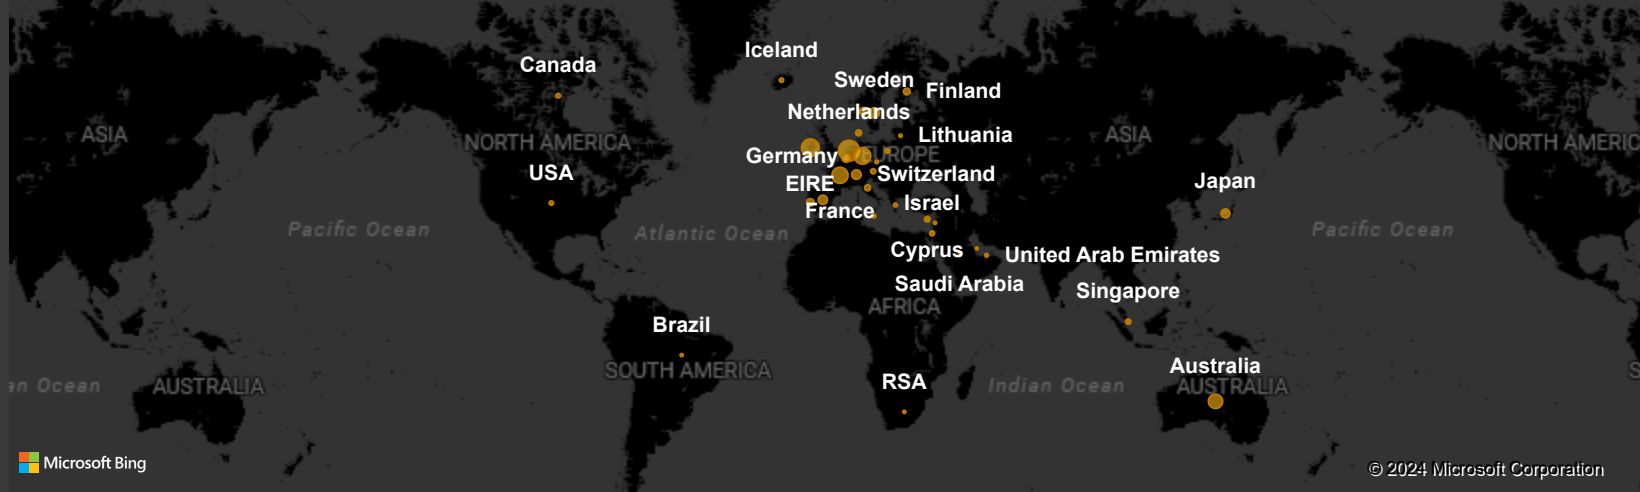 Iceland
Canada
Sweden
Finland
Netherlands
ASIA
NORTH AMERICA
Lithuania
ASIA
NORTH AMERIC
EUROPE
Germany
USA
Switzerland
EIRE
Japan
France
Israel
Pacific Ocean
Atlantic Ocean
Pacific Ocean
Cyprus
United Arab Emirates
Saudi Arabia
Singapore
AFRICA
Brazil
SOUTH AMERICA
Australia
RSA
an Ocean
AUSTRALIA
Indian Ocean
AUSTRALIA
S
Microsoft Bing
© 2024 Microsoft Corporation